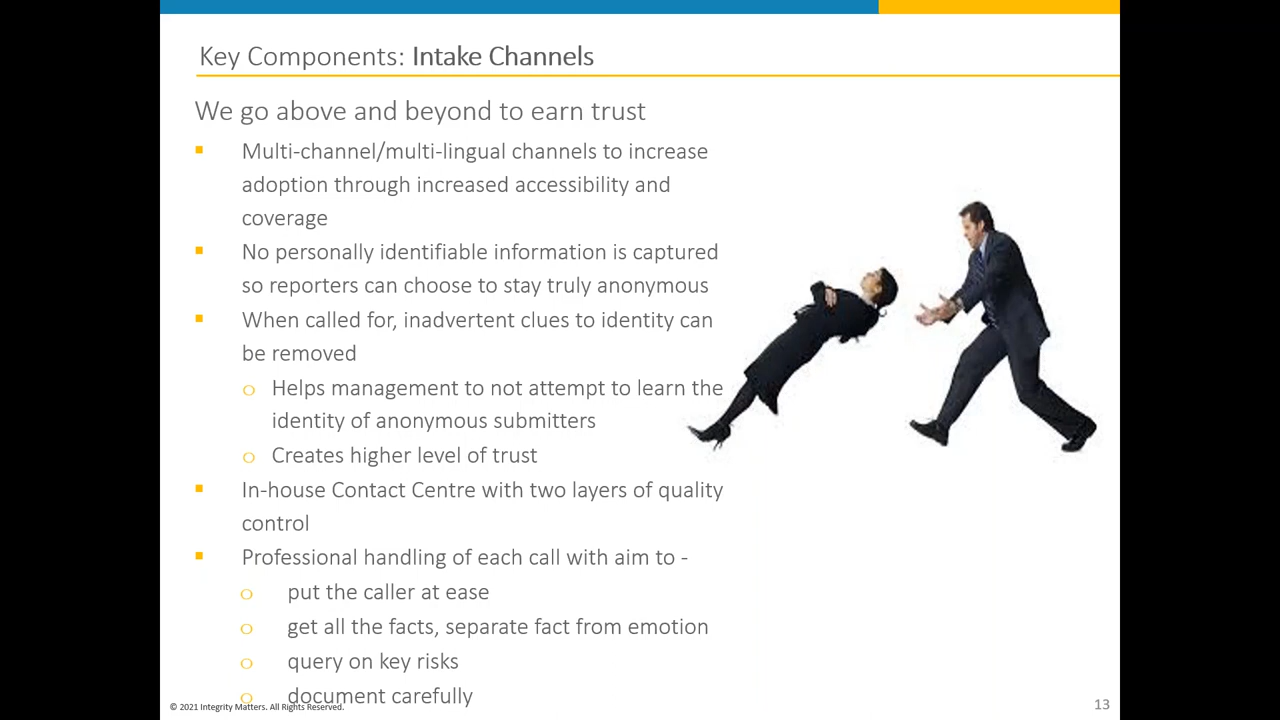 Key Components: Intake Channels
We go above and beyond to earn trust
▪ Multi-channel/multi-lingual channels to increase
adoption through increased accessibility and
coverage
▪ No personally identifiable information is captured
so reporters can choose to stay truly anonymous
▪ When called for, inadvertent clues to identity can
be removed
o Helps management to not attempt to learn the
identity of anonymous submitters
o Creates higher level of trust
▪ In-house Contact Centre with two layers of quality
control
▪ Professional handling of each call with aim to -
o put the caller at ease
o get all the facts, separate fact from emotion
o query on key risks
o document carefully
© 2021 Integrity Matters. All Rights Reserved.
13